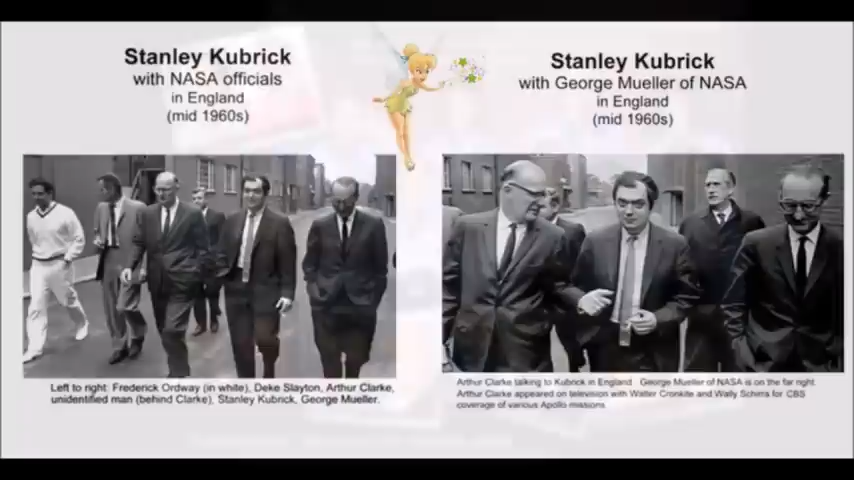 Stanley Kubrick
with NASA officials
in England
(mid 1960s)
Left to right: Frederick Ordway (in white), Deke Slayton, Arthur Clarke,
unidentified man (behind Clarke), Stanley Kubrick, George Mueller.
Stanley Kubrick
with George Mueller of NASA
in England
(mid 1960s)
Arthur Clarke talking to Kubrick in England. George Mueller of NASA is on the far right.
Arthur Clarke appeared on television with Walter Cronkite and Wally Schirra for CBS
coverage of various Apollo missions.